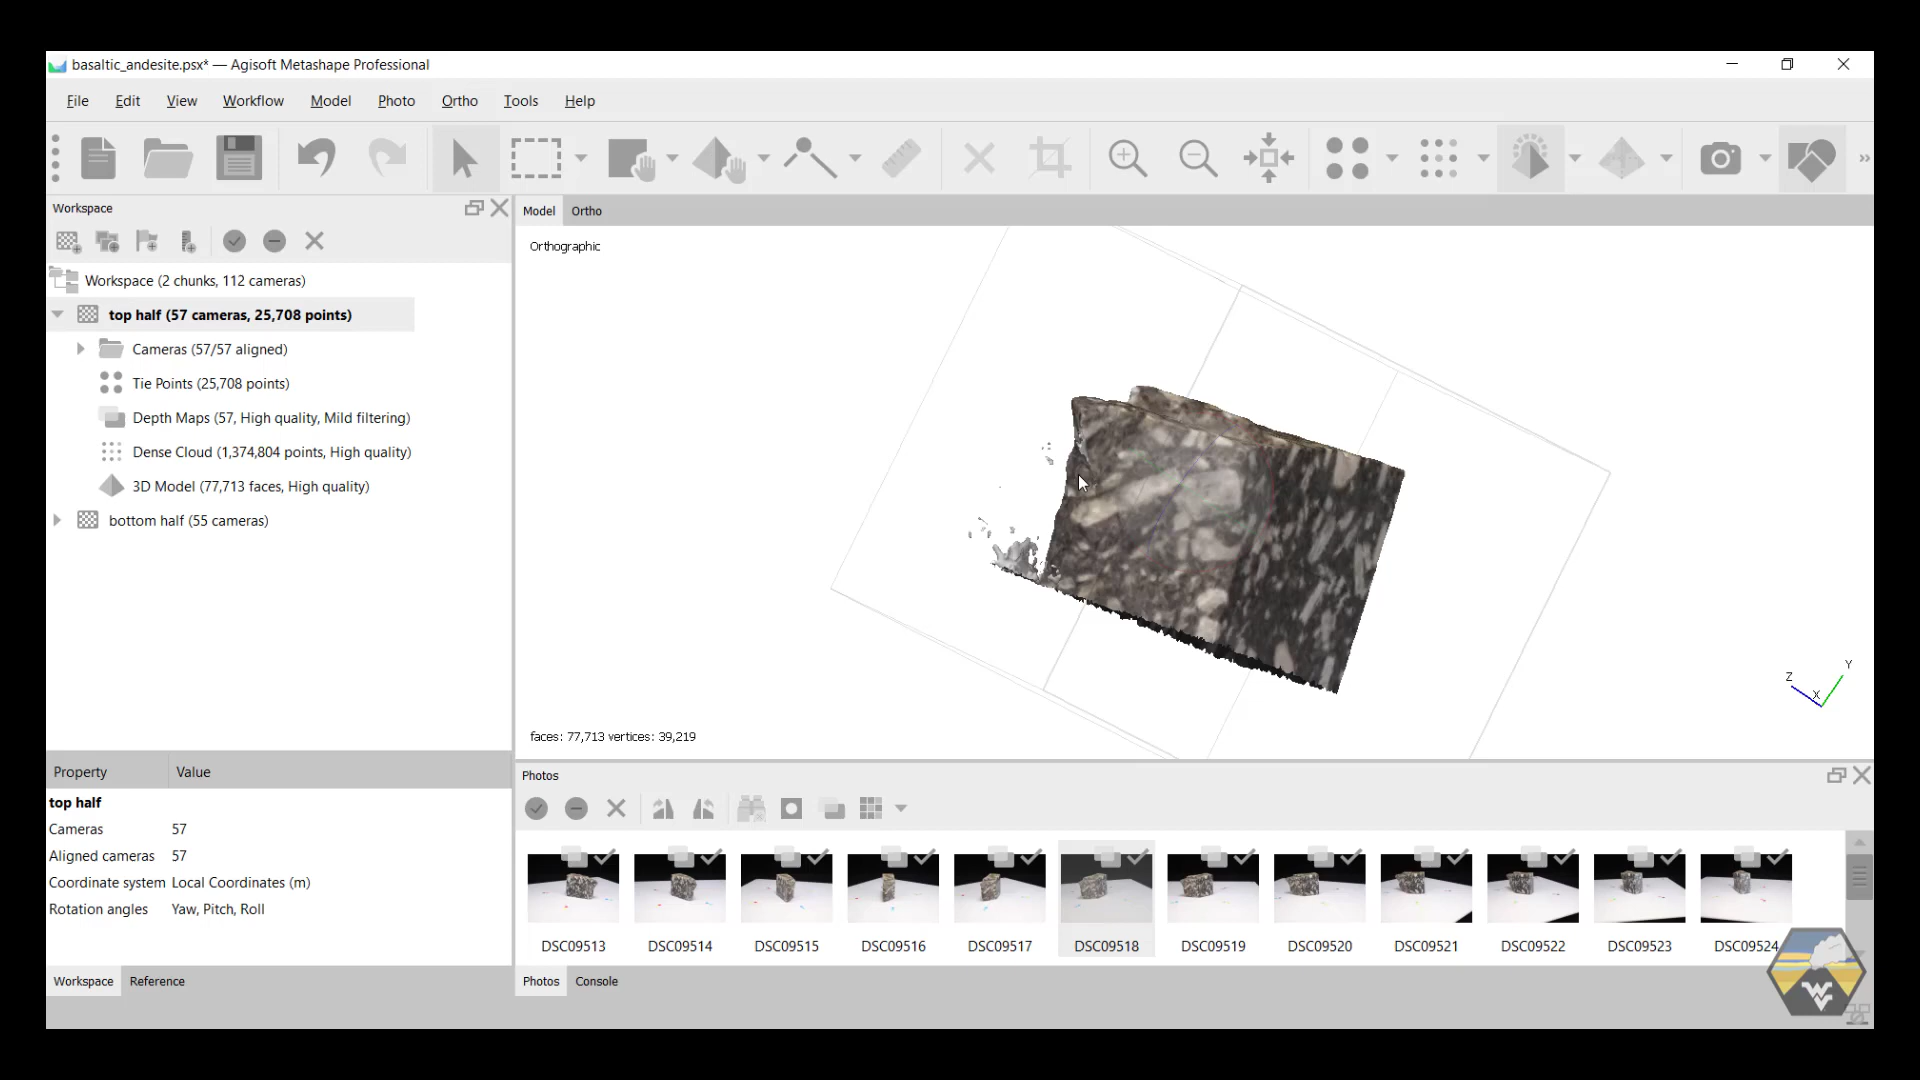 basaltic_andesite.psx* — Agisoft Metashape Professional
File Edit View Workflow Model Photo Ortho Tools Help
Workspace
Model Ortho
Orthographic
Workspace (2 chunks, 112 cameras)
top half (57 cameras, 25,708 points)
Cameras (57/57 aligned)
Tie Points (25,708 points)
Depth Maps (57, High quality, Mild filtering)
Dense Cloud (1,374,804 points, High quality)
3D Model (77,713 faces, High quality)
bottom half (55 cameras)
Y
Z
X
faces: 77,713 vertices: 39,219
Property Value
top half
Cameras 57
Aligned cameras 57
Coordinate system Local Coordinates (m)
Rotation angles Yaw, Pitch, Roll
Photos
DSC09513 DSC09514 DSC09515 DSC09516 DSC09517 DSC09518 DSC09519 DSC09520 DSC09521 DSC09522 DSC09523 DSC09524
Workspace Reference
Photos Console
WV